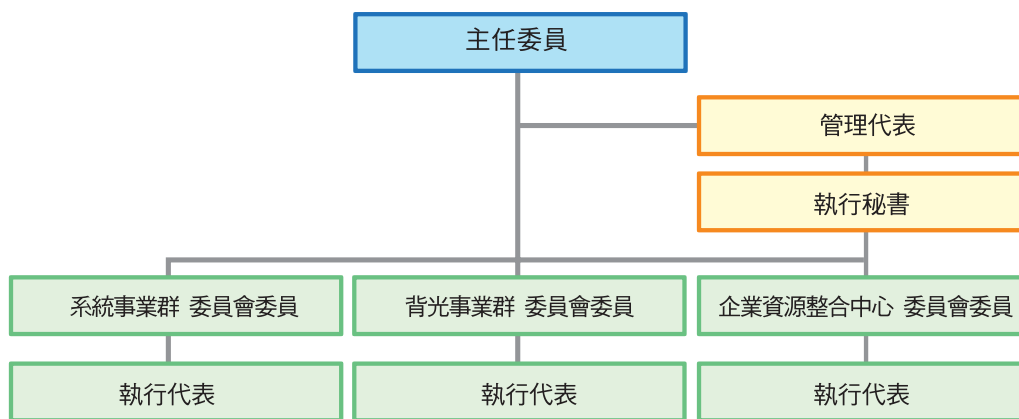 主任委員
管理代表
執行秘書
系統事業群 委員會委員
背光事業群 委員會委員
企業資源整合中心 委員會委員
執行代表
執行代表
執行代表